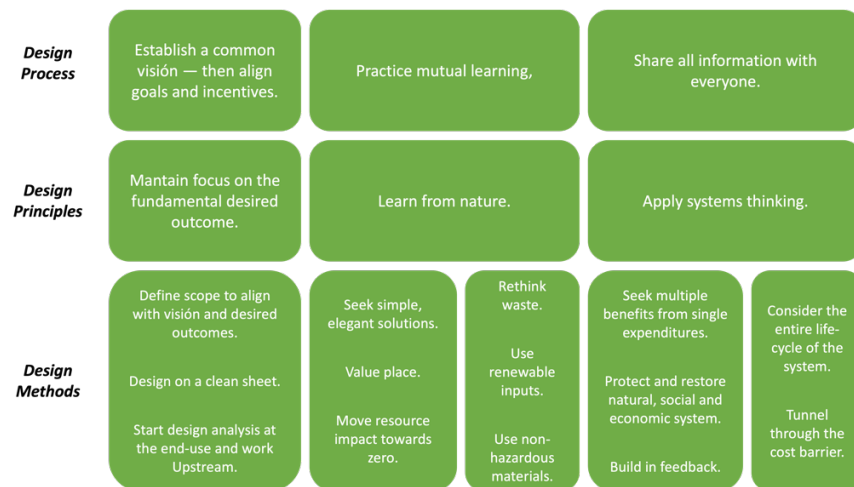 Design
Process
Establish a common
visión — then align
goals and incentives.
Practice mutual learning,
Share all information with
everyone.
Design
Principles
Mantain focus on the
fundamental desired
outcome.
Learn from nature.
Apply systems thinking.
Design
Methods
Define scope to align
with visión and desired
outcomes.
Design on a clean sheet.
Start design analysis at
the end-use and work
Upstream.
Seek simple,
elegant solutions.
Value place.
Move resource
impact towards
zero.
Rethink
waste.
Use
renewable
inputs.
Use non-
hazardous
materials.
Seek multiple
benefits from single
expenditures.
Protect and restore
natural, social and
economic system.
Build in feedback.
Consider the
entire life-
cycle of the
system.
Tunnel
through the
cost barrier.